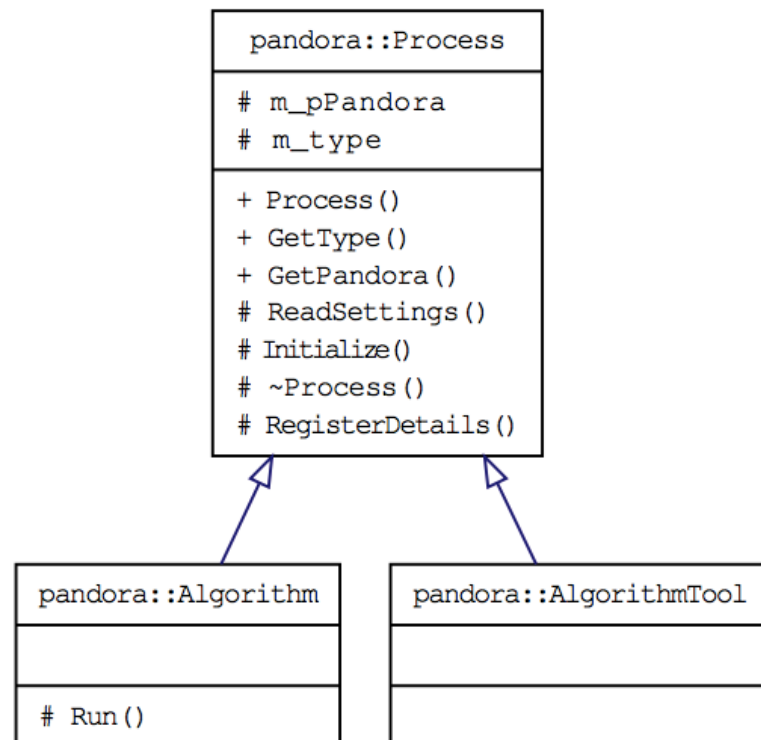 pandora::Process
# m_pPandora
# m_type
+ Process()
+ GetType()
+ GetPandora()
# ReadSettings()
# Initialize()
# ~Process()
# RegisterDetails()
pandora::Algorithm
# Run()
pandora::AlgorithmTool